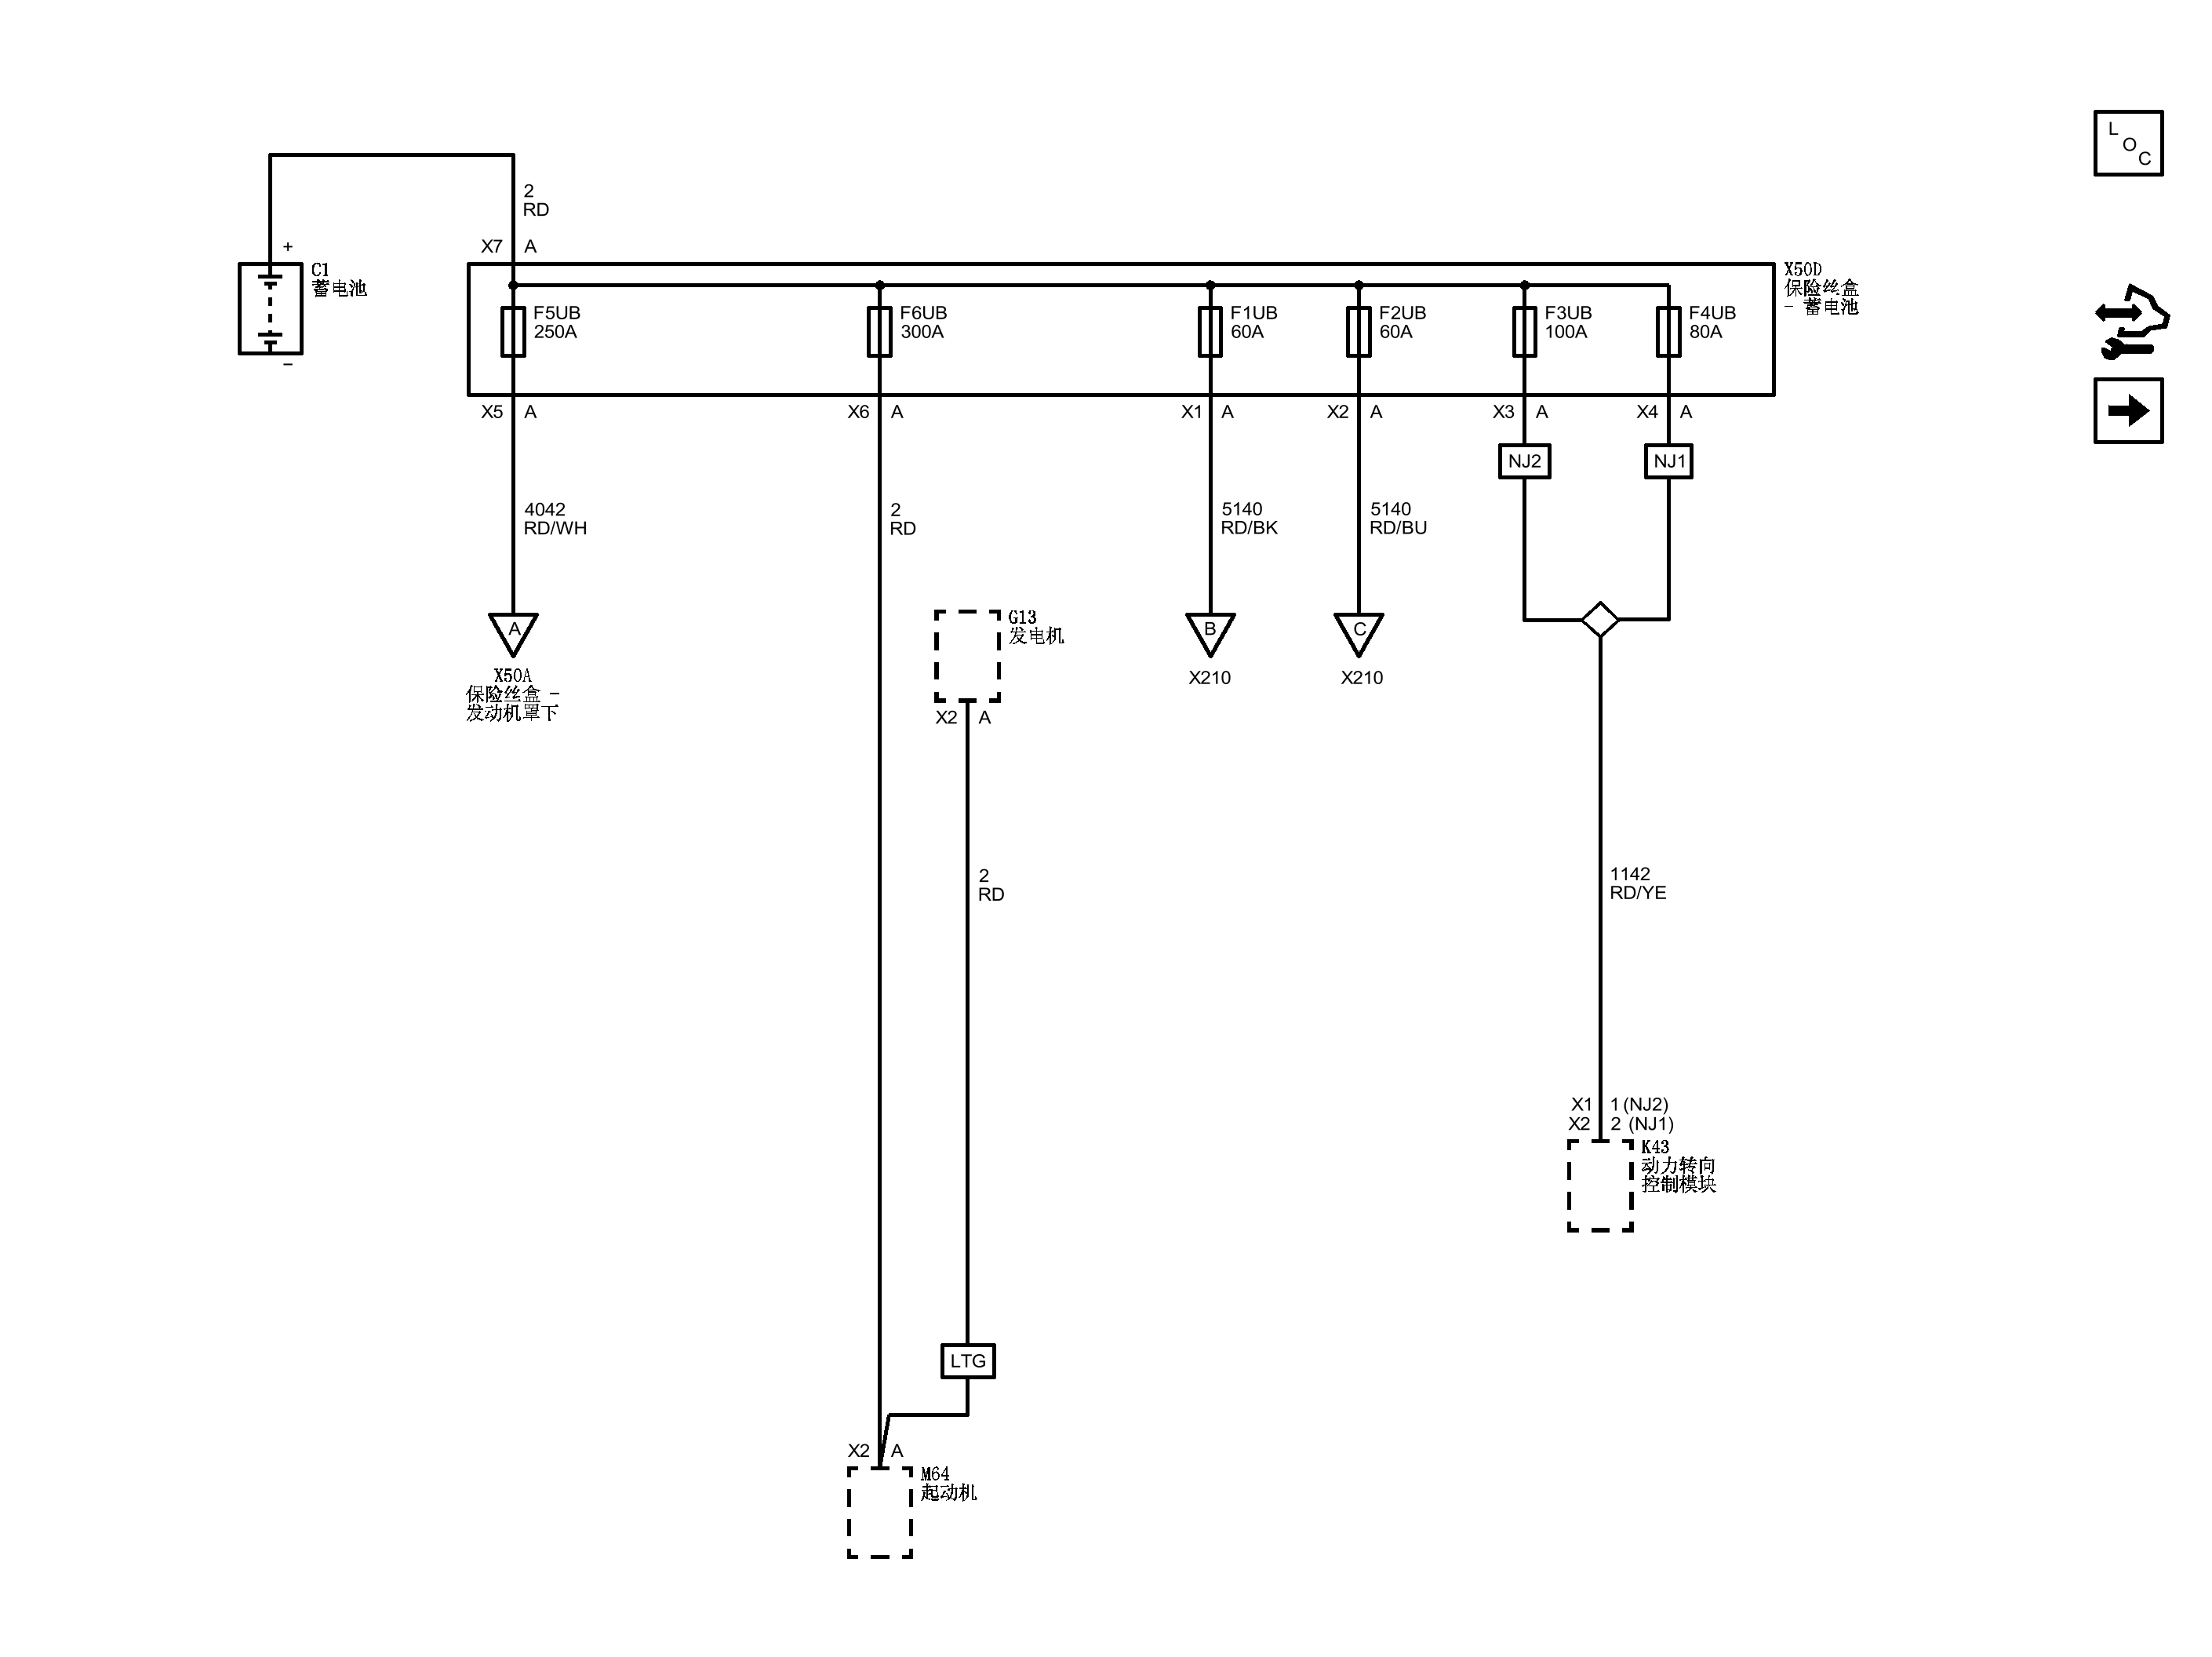 L
O
C
2
RD
+
X7 A
C1
蓄电池
−
X50D
保险丝盒
- 蓄电池
F5UB
250A
F6UB
300A
F1UB
60A
F2UB
60A
F3UB
100A
F4UB
80A
X5 A
X6 A
X1 A
X2 A
X3 A
X4 A
NJ2
NJ1
4042
RD/WH
2
RD
5140
RD/BK
5140
RD/BU
A
X50A
保险丝盒 -
发动机罩下
G13
发电机
X2 A
B
X210
C
X210
2
RD
1142
RD/YE
X1 1 (NJ2)
X2 2 (NJ1)
K43
动力转向
控制模块
LTG
X2 A
M64
起动机